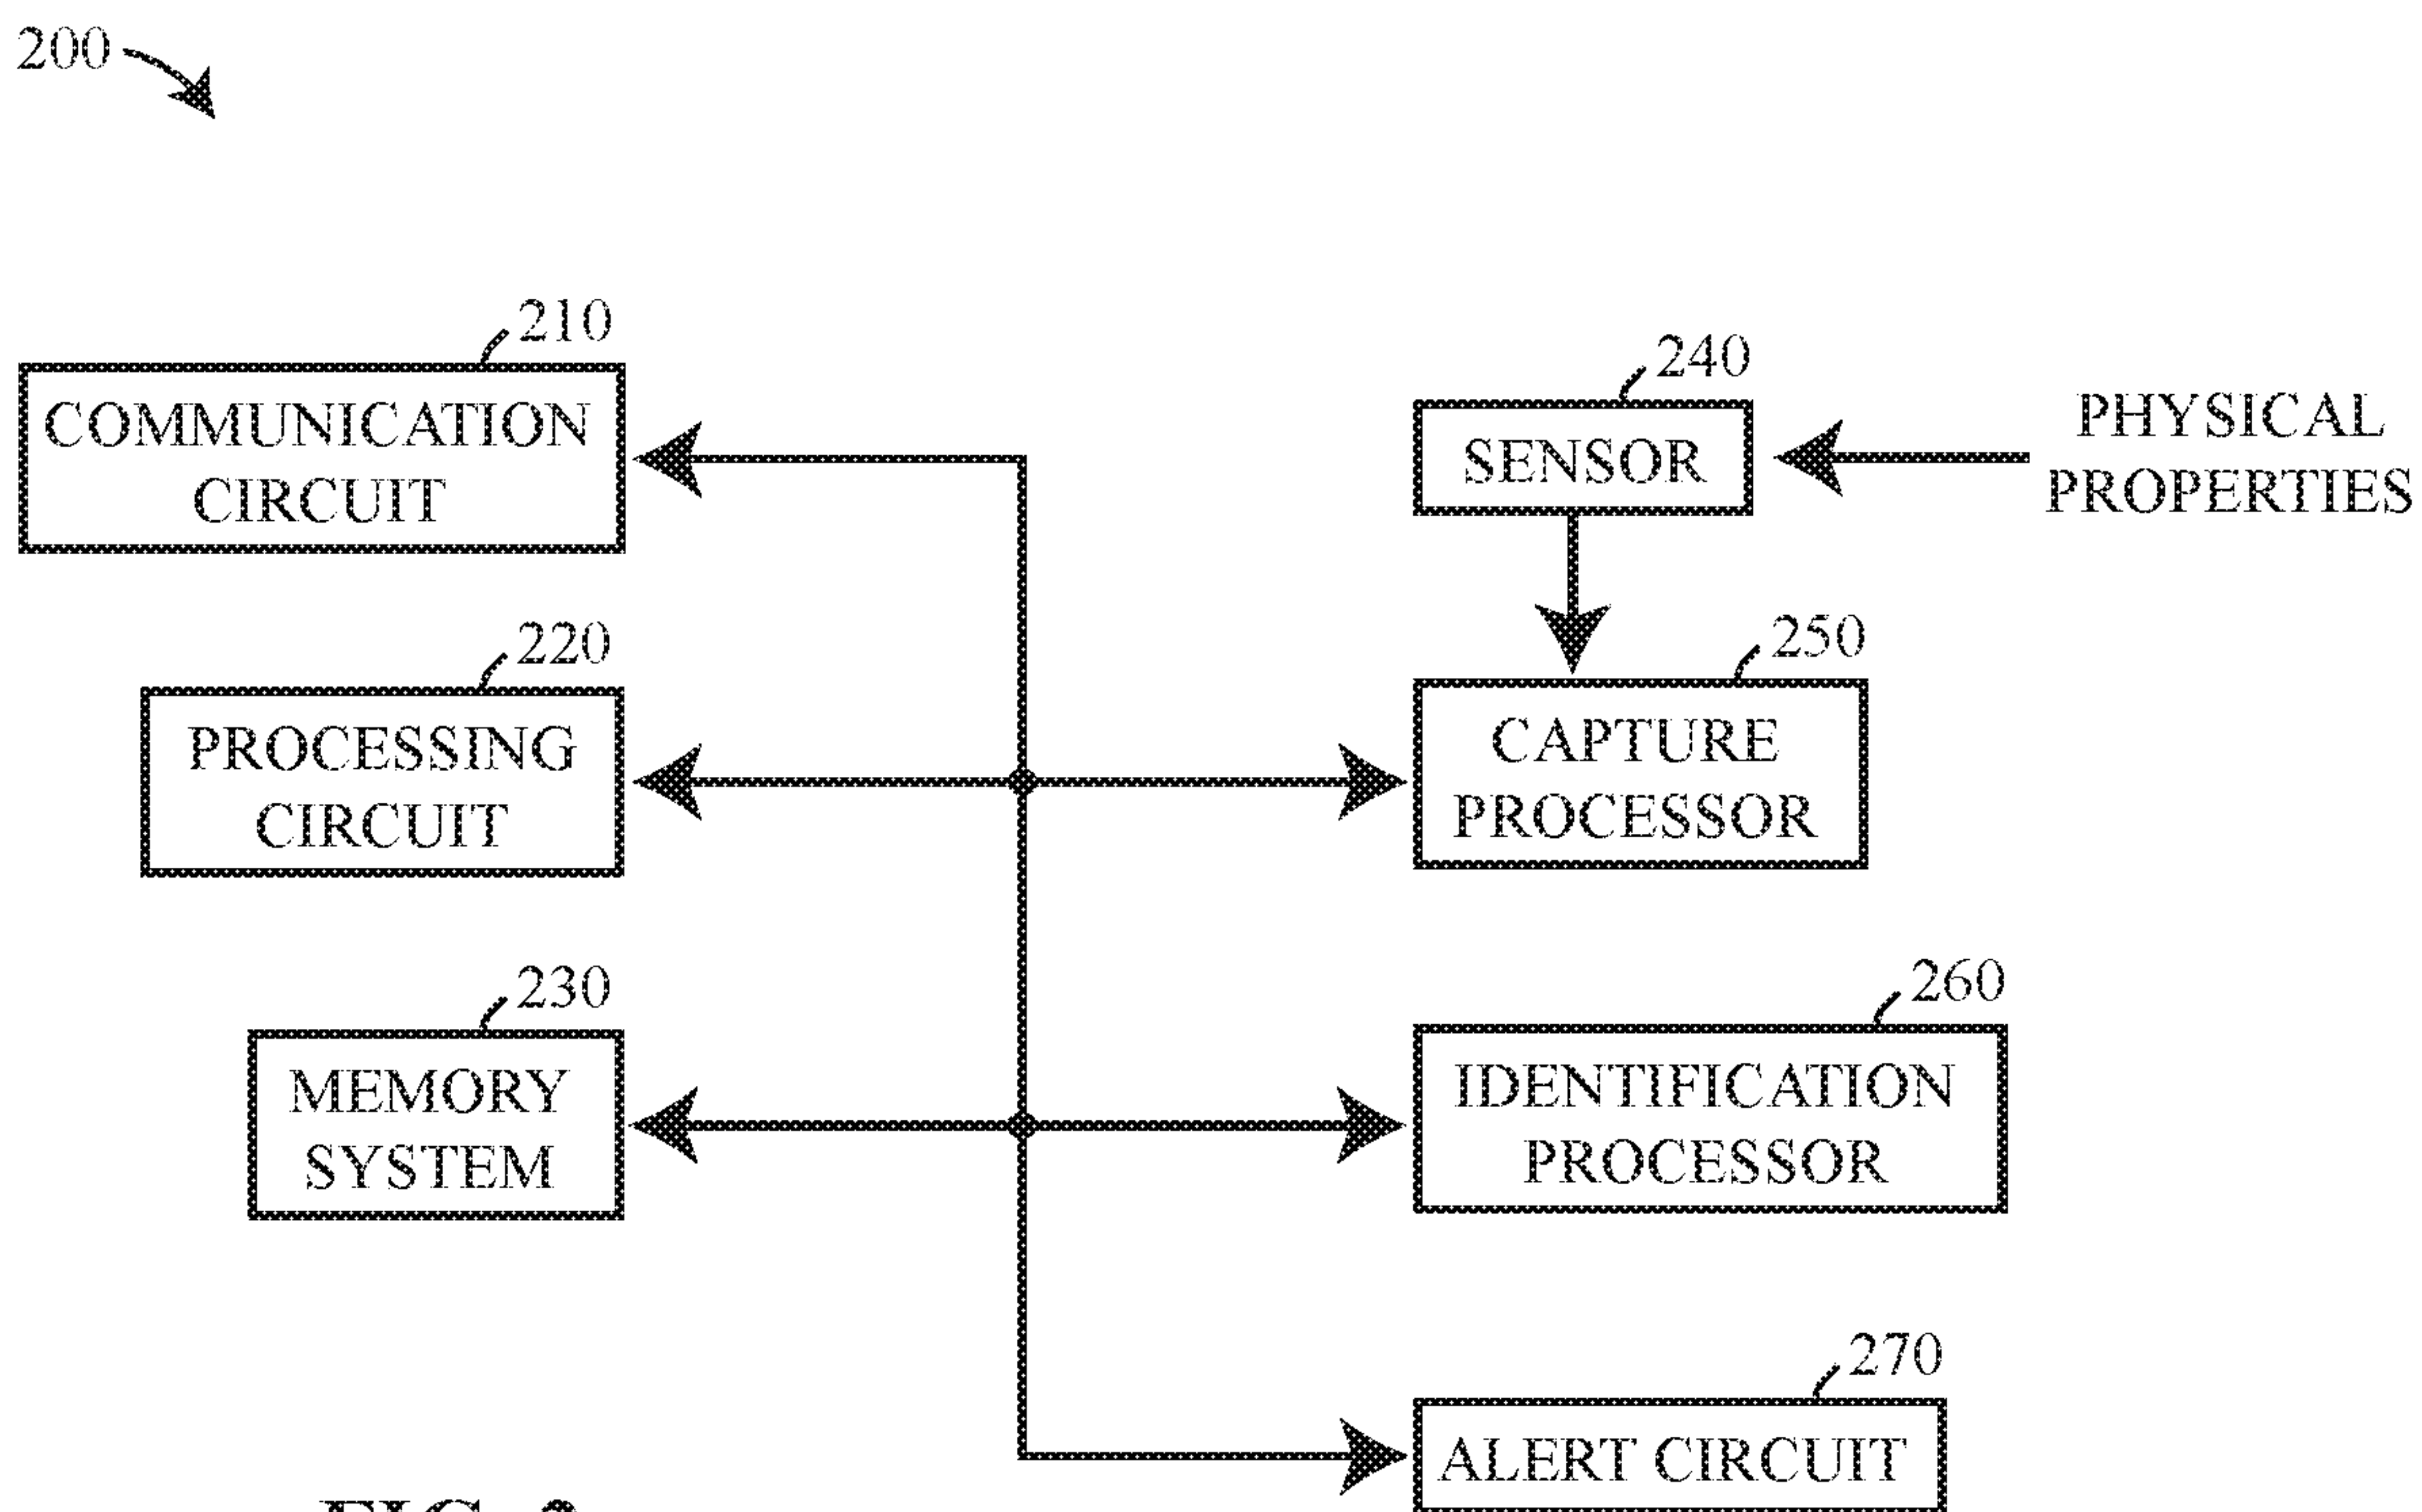 200
210
COMMUNICATION
CIRCUIT
240
SENSOR
PHYSICAL
PROPERTIES
220
PROCESSING
CIRCUIT
250
CAPTURE
PROCESSOR
230
MEMORY
SYSTEM
260
IDENTIFICATION
PROCESSOR
270
ALERT CIRCUIT